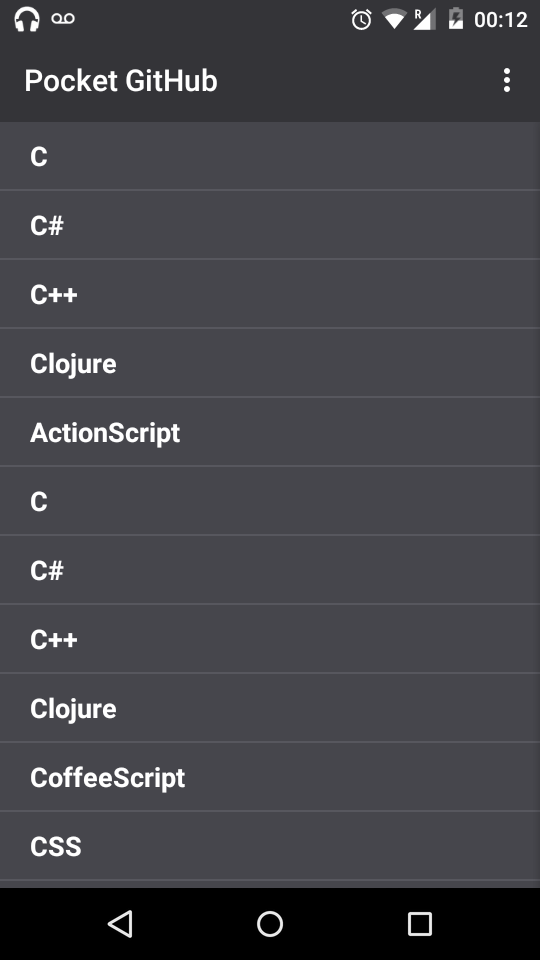 R 00:12
Pocket GitHub
C
C#
C++
Clojure
ActionScript
C
C#
C++
Clojure
CoffeeScript
CSS